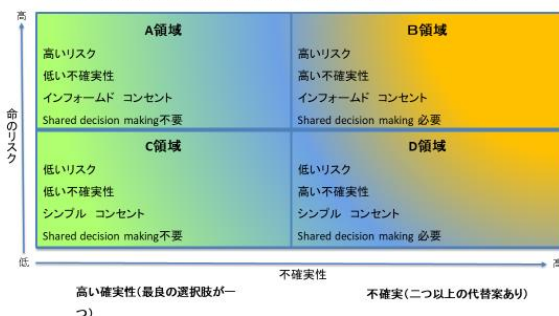 高
A領域
高いリスク
低い不確実性
インフォームド コンセント
Shared decision making不要
B領域
高いリスク
高い不確実性
インフォームド コンセント
Shared decision making 必要
命のリスク
C領域
低いリスク
低い不確実性
シンプル コンセント
Shared decision making不要
D領域
低いリスク
高い不確実性
シンプル コンセント
Shared decision making 必要
低
不確実性
高
高い確実性(最良の選択肢が一
つ)
不確実(二つ以上の代替案あり)